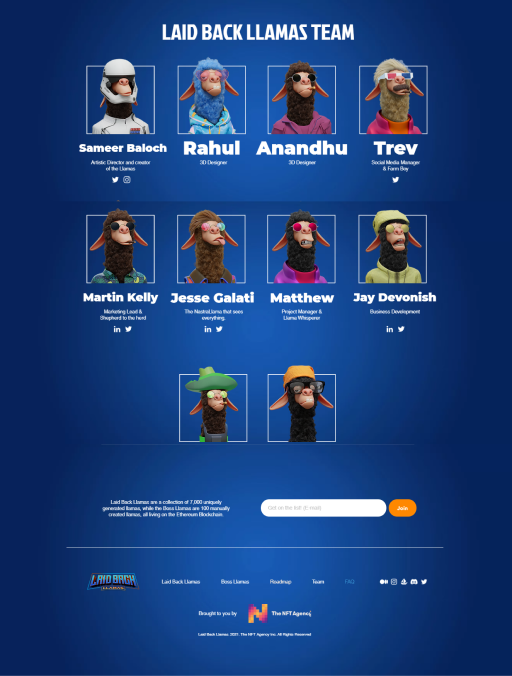 LAID BACK LLAMAS TEAM
Sameer Baloch
Artistic Director and creator
of the Llamas
Rahul
3D Designer
Anandhu
3D Designer
Trev
Social Media Manager
& Farm Boy
Martin Kelly
Marketing Lead &
Shepherd to the herd
Jesse Galati
The NostraLlama that sees
everything.
Matthew
Project Manager &
Llama Whisperer
Jay Devonish
Business Development
Laid Back Llamas are a collection of 7,000 uniquely
generated llamas, while the Boss Llamas are 100 manually
created llamas, all living on the Ethereum Blockchain.
Get on the list! (E-mail)
Join
LAID BACK
LLAMAS
Laid Back Llamas
Boss Llamas
Roadmap
Team
FAQ
Brought to you by
The NFT Agency
Laid Back Llamas. 2021. The NFT Agency Inc. All Rights Reserved